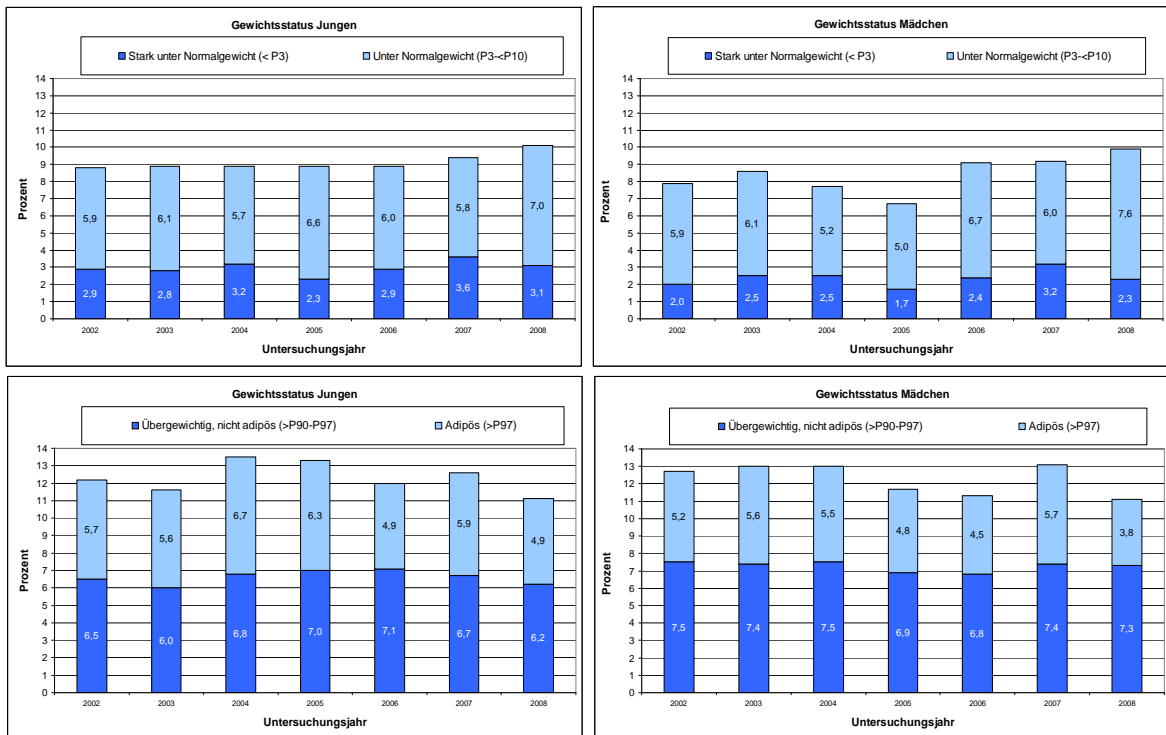 Gewichtsstatus Jungen
Stark unter Normalgewicht (< P3) Unter Normalgewicht (P3-<P10)
Prozent
14
13
12
11
10
9
8
7
6
5
4
3
2
1
0
5,9 6,1 5,7 6,6 6,0 5,8 7,0
2,9 2,8 3,2 2,3 2,9 3,6 3,1
2002 2003 2004 2005 2006 2007 2008
Untersuchungsjahr
Gewichtsstatus Mädchen
Stark unter Normalgewicht (< P3) Unter Normalgewicht (P3-<P10)
Prozent
14
13
12
11
10
9
8
7
6
5
4
3
2
1
0
5,9 6,1 5,2 5,0 6,7 6,0 7,6
2,0 2,5 2,5 1,7 2,4 3,2 2,3
2002 2003 2004 2005 2006 2007 2008
Untersuchungsjahr
Gewichtsstatus Jungen
Übergewichtig, nicht adipös (>P90-P97) Adipös (>P97)
Prozent
14
13
12
11
10
9
8
7
6
5
4
3
2
1
0
5,7 5,6 6,7 6,3 4,9 5,9 4,9
6,5 6,0 6,8 7,0 7,1 6,7 6,2
2002 2003 2004 2005 2006 2007 2008
Untersuchungsjahr
Gewichtsstatus Mädchen
Übergewichtig, nicht adipös (>P90-P97) Adipös (>P97)
Prozent
14
13
12
11
10
9
8
7
6
5
4
3
2
1
0
5,2 5,6 5,5 4,8 4,5 5,7 3,8
7,5 7,4 7,5 6,9 6,8 7,4 7,3
2002 2003 2004 2005 2006 2007 2008
Untersuchungsjahr